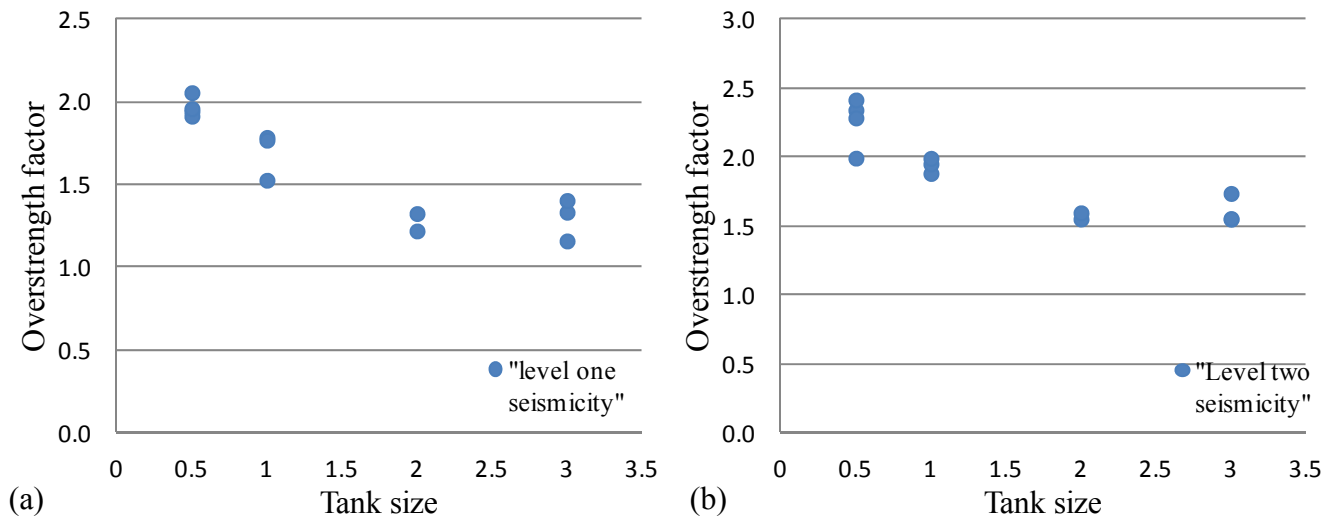 2.5
2.0
1.5
1.0
0.5
0.0
Overstrength factor
"level one
seismicity"
0 0.5 1 1.5 2 2.5 3 3.5
Tank size
(a)
3.0
2.5
2.0
1.5
1.0
0.5
0.0
Overstrength factor
"Level two
seismicity"
0 0.5 1 1.5 2 2.5 3 3.5
Tank size
(b)